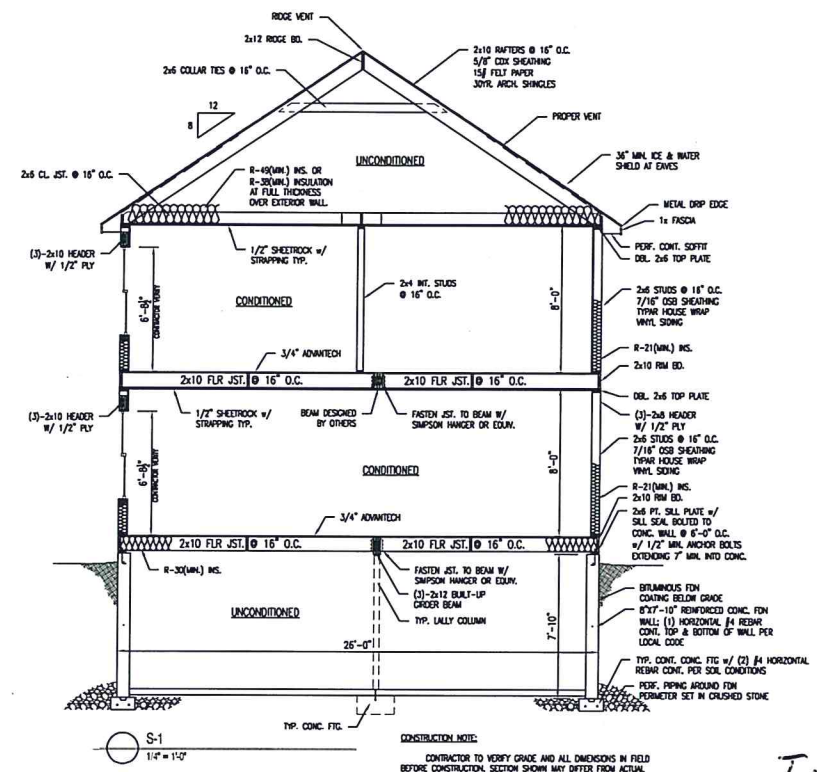 RIDGE VENT
2x12 RIDGE BD.
2x6 COLLAR TIES @ 16" O.C.
2x10 RAFTERS @ 16" O.C.
5/8" CDX SHEATHING
15# FELT PAPER
30YR. ARCH. SHINGLES
12
8
PROPER VENT
UNCONDITIONED
36" MIN. ICE & WATER
SHIELD AT EAVES
2x6 CL. JST. @ 16" O.C.
R-49(MIN.) INS. OR
R-38(MIN.) INSULATION
AT FULL THICKNESS
OVER EXTERIOR WALL
METAL DRIP EDGE
1x FASCIA
(3)-2x10 HEADER
W/ 1/2" PLY
1/2" SHEETROCK w/
STRAPPING TYP.
PERF. CONT. SOFFIT
DBL. 2x6 TOP PLATE
2x4 INT. STUDS
@ 16" O.C.
6'-8½"
CONTRACTOR VERIFY
CONDITIONED
8'-0"
2x6 STUDS @ 16" O.C.
7/16" OSB SHEATHING
TYPAR HOUSE WRAP
VINYL SIDING
R-21(MIN.) INS.
2x10 RIM BD.
3/4" ADVANTECH
2x10 FLR JST. @ 16" O.C.
2x10 FLR JST. @ 16" O.C.
DBL. 2x6 TOP PLATE
(3)-2x10 HEADER
W/ 1/2" PLY
1/2" SHEETROCK w/
STRAPPING TYP.
BEAM DESIGNED
BY OTHERS
FASTEN JST. TO BEAM W/
SIMPSON HANGER OR EQUIV.
(3)-2x8 HEADER
W/ 1/2" PLY
2x6 STUDS @ 16" O.C.
7/16" OSB SHEATHING
TYPAR HOUSE WRAP
VINYL SIDING
6'-8½"
CONTRACTOR VERIFY
CONDITIONED
8'-0"
R-21(MIN.) INS.
2x10 RIM BD.
2x6 PT. SILL PLATE w/
SILL SEAL BOLTED TO
CONC. WALL @ 6'-0" O.C.
w/ 1/2" MIN. ANCHOR BOLTS
EXTENDING 7" MIN. INTO CONC.
3/4" ADVANTECH
2x10 FLR JST. @ 16" O.C.
2x10 FLR JST. @ 16" O.C.
R-30(MIN.) INS.
FASTEN JST. TO BEAM W/
SIMPSON HANGER OR EQUIV.
(3)-2x12 BUILT-UP
GIRDER BEAM
TYP. LALLY COLUMN
UNCONDITIONED
26'-0"
7'-10"
BITUMINOUS FDN
COATING BELOW GRADE
8"X7'-10" REINFORCED CONC. FDN
WALL; (1) HORIZONTAL #4 REBAR
CONT. TOP & BOTTOM OF WALL PER
LOCAL CODE
TYP. CONT. CONC. FTG w/ (2) #4 HORIZONTAL
REBAR CONT. PER SOIL CONDITIONS
PERF. PIPING AROUND FDN
PERIMETER SET IN CRUSHED STONE
TYP. CONC. FTG.
S-1
1/4" = 1'-0"
CONSTRUCTION NOTE:
CONTRACTOR TO VERIFY GRADE AND ALL DIMENSIONS IN FIELD
BEFORE CONSTRUCTION. SECTION SHOWN MAY DIFFER FROM ACTUAL